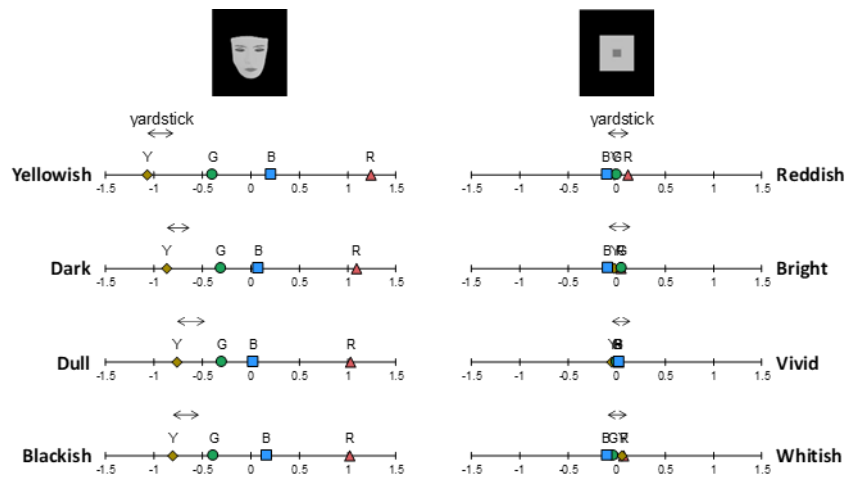 yardstick yardstick
Y G B R BYGR
Yellowish Reddish
-1.5 -1 -0.5 0 0.5 1 1.5 -1.5 -1 -0.5 0 0.5 1 1.5
Y G B R B G
Dark Bright
-1.5 -1 -0.5 0 0.5 1 1.5 -1.5 -1 -0.5 0 0.5 1 1.5
Y G B R Y
Dull Vivid
-1.5 -1 -0.5 0 0.5 1 1.5 -1.5 -1 -0.5 0 0.5 1 1.5
Y G B R BGYR
Blackish Whitish
-1.5 -1 -0.5 0 0.5 1 1.5 -1.5 -1 -0.5 0 0.5 1 1.5